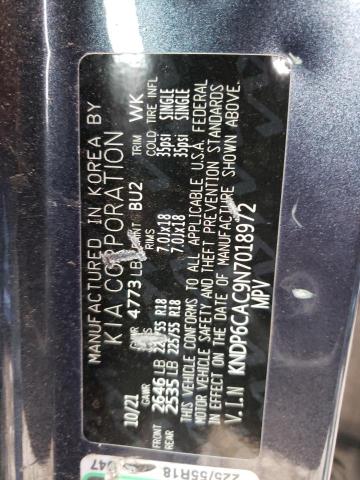 MANUFACTURED IN KOREA BY
KIA CORPORATION
10/21 GVWR 4773 LB PAINT BU2 TRIM WK
GAWR RIMS COLD TIRE INFL
FRONT 2646 LB 225/55 R18 7.0JX18 35psi SINGLE
REAR 2535 LB 225/55 R18 7.0JX18 35psi SINGLE
THIS VEHICLE CONFORMS TO ALL APPLICABLE U.S.A. FEDERAL
MOTOR VEHICLE SAFETY AND THEFT PREVENTION STANDARDS
IN EFFECT ON THE DATE OF MANUFACTURE SHOWN ABOVE.
V.I.N KNDP6CAC9N7018972
MPV
047
225/55R18